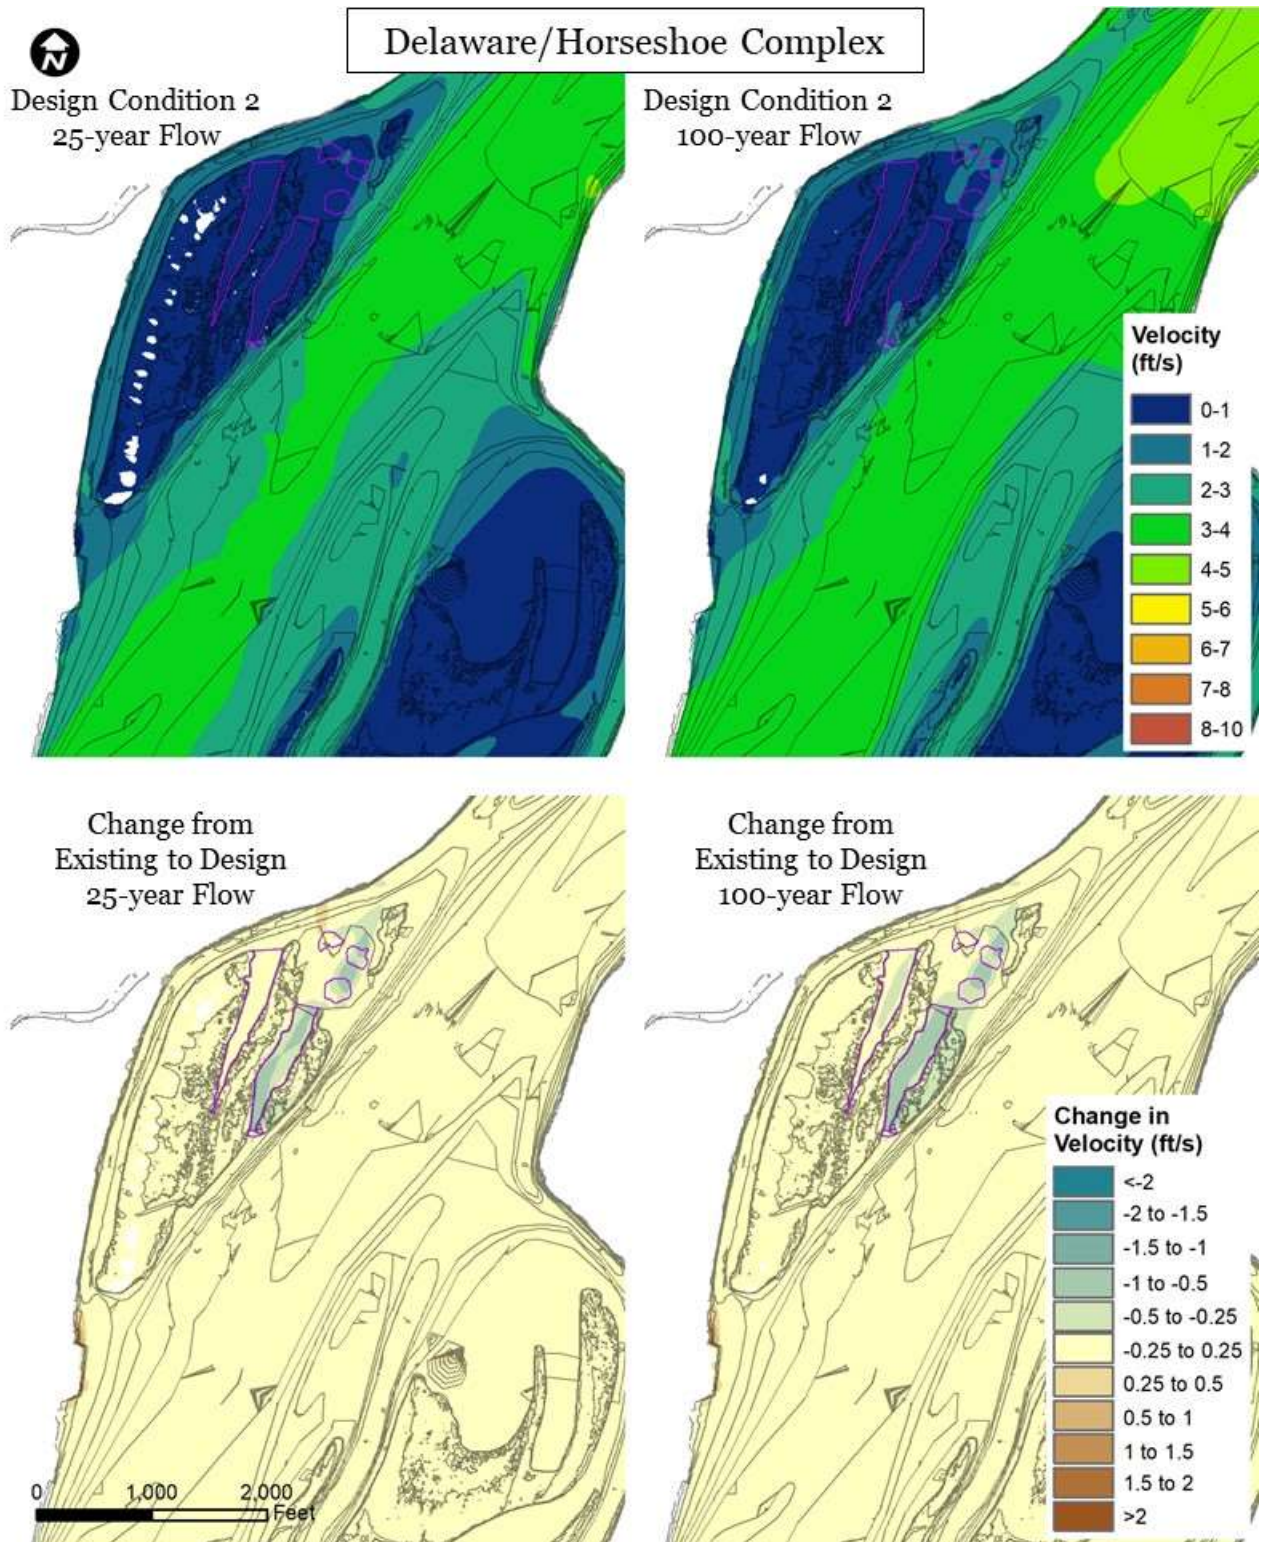 Delaware/Horseshoe Complex
N
Design Condition 2
25-year Flow
Design Condition 2
100-year Flow
Velocity
(ft/s)
0-1
1-2
2-3
3-4
4-5
5-6
6-7
7-8
8-10
Change from
Existing to Design
25-year Flow
Change from
Existing to Design
100-year Flow
Change in
Velocity (ft/s)
<-2
-2 to -1.5
-1.5 to -1
-1 to -0.5
-0.5 to -0.25
-0.25 to 0.25
0.25 to 0.5
0.5 to 1
1 to 1.5
1.5 to 2
>2
0 1,000 2,000
Feet